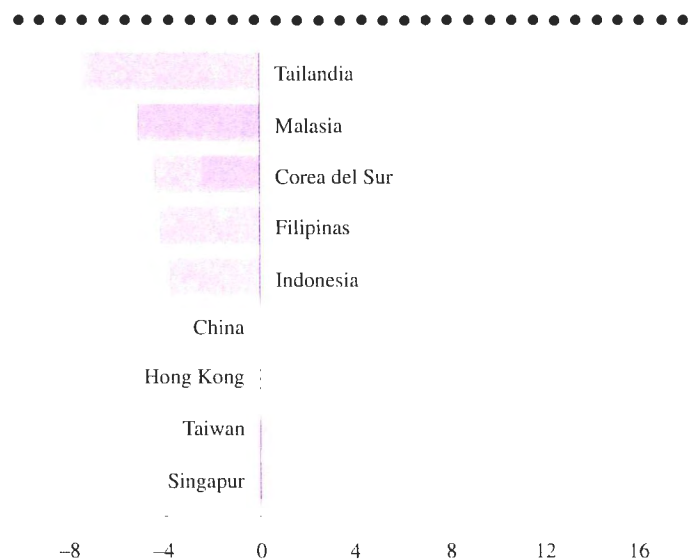 Tailandia
Malasia
Corea del Sur
Filipinas
Indonesia
China
Hong Kong
Taiwan
Singapur
–8 –4 0 4 8 12 16